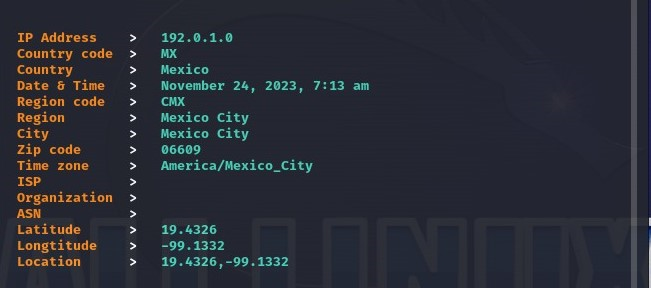 IP Address > 192.0.1.0
Country code > MX
Country > Mexico
Date & Time > November 24, 2023, 7:13 am
Region code > CMX
Region > Mexico City
City > Mexico City
Zip code > 06609
Time zone > America/Mexico_City
ISP >
Organization >
ASN >
Latitude > 19.4326
Longtitude > -99.1332
Location > 19.4326,-99.1332